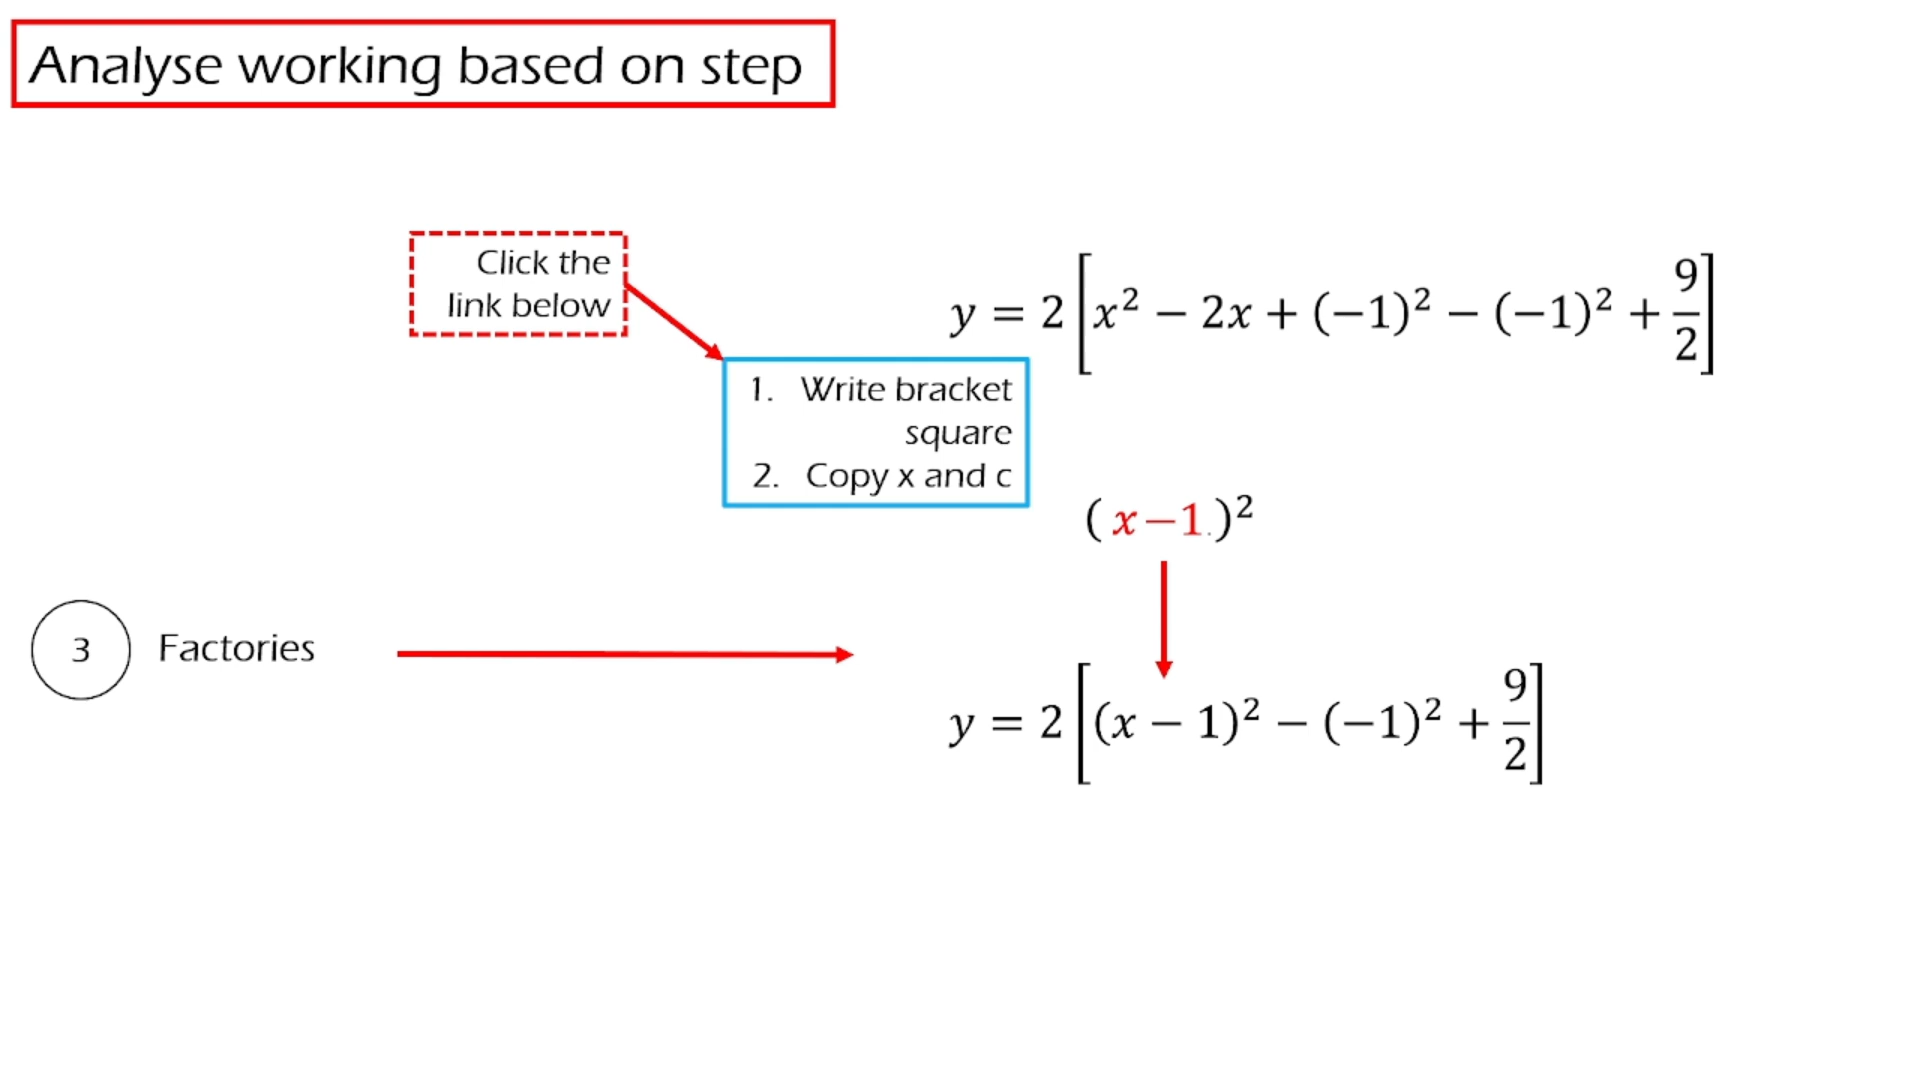 Analyse working based on step
Click the
link below
y = 2 [x² − 2x + (−1)² − (−1)² + 9/2]
1. Write bracket
square
2. Copy x and c
( x−1.)²
3 Factories
y = 2 [(x − 1)² − (−1)² + 9/2]